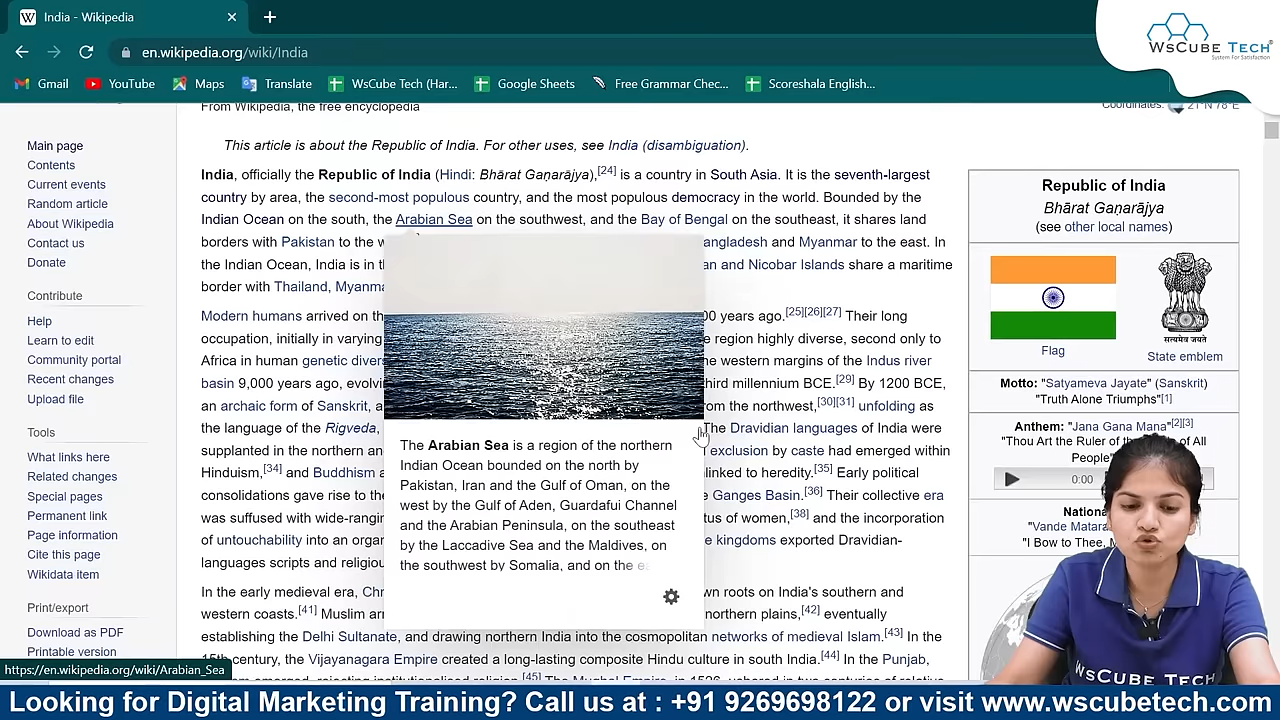 India - Wikipedia
en.wikipedia.org/wiki/India
WsCube Tech
System For Satisfaction
Gmail
YouTube
Maps
Translate
WsCube Tech (Har...
Google Sheets
Free Grammar Chec...
Scoreshala English...
From Wikipedia, the free encyclopedia
Coordinates: 21°N 78°E
Main page
Contents
Current events
Random article
About Wikipedia
Contact us
Donate
Contribute
Help
Learn to edit
Community portal
Recent changes
Upload file
Tools
What links here
Related changes
Special pages
Permanent link
Page information
Cite this page
Wikidata item
Print/export
Download as PDF
Printable version
This article is about the Republic of India. For other uses, see India (disambiguation).
India, officially the Republic of India (Hindi: Bhārat Gaṇarājya),[24] is a country in South Asia. It is the seventh-largest
country by area, the second-most populous country, and the most populous democracy in the world. Bounded by the
Indian Ocean on the south, the Arabian Sea on the southwest, and the Bay of Bengal on the southeast, it shares land
borders with Pakistan to the angladesh and Myanmar to the east. In
the Indian Ocean, India is in an and Nicobar Islands share a maritime
border with Thailand, Myanma
Modern humans arrived on 00 years ago.[25][26][27] Their long
occupation, initially in varying region highly diverse, second only to
Africa in human genetic western margins of the Indus river
basin 9,000 years ago, third millennium BCE.[29] By 1200 BCE,
an archaic form of Sanskrit, from the northwest,[30][31] unfolding as
the language of the Rigveda, The Dravidian languages of India were
supplanted in the northern exclusion by caste had emerged within
Hinduism,[34] and Buddhism linked to heredity.[35] Early political
consolidations gave rise to Ganges Basin.[36] Their collective era
was suffused with of women,[38] and the incorporation
of untouchability into an kingdoms exported Dravidian-
languages scripts and
In the early medieval era, roots on India's southern and
western coasts.[41] Muslim northern plains,[42] eventually
establishing the Delhi Sultanate, and drawing northern India into the cosmopolitan networks of medieval Islam.[43] In the
15th century, the Vijayanagara Empire created a long-lasting composite Hindu culture in south India.[44] In the Punjab,
The Arabian Sea is a region of the northern
Indian Ocean bounded on the north by
Pakistan, Iran and the Gulf of Oman, on the
west by the Gulf of Aden, Guardafui Channel
and the Arabian Peninsula, on the southeast
by the Laccadive Sea and the Maldives, on
the southwest by Somalia, and on the
Republic of India
Bhārat Gaṇarājya
(see other local names)
सत्यमेव जयते
Flag
State emblem
Motto: "Satyameva Jayate" (Sanskrit)
"Truth Alone Triumphs"[1]
Anthem: "Jana Gana Mana"[2][3]
"Thou Art the Ruler of the of All
People"
0:00
Nation
"Vande Matara
"I Bow to Thee,
WsCube Tech
https://en.wikipedia.org/wiki/Arabian_Sea
Looking for Digital Marketing Training? Call us at : +91 9269698122 or visit www.wscubetech.com